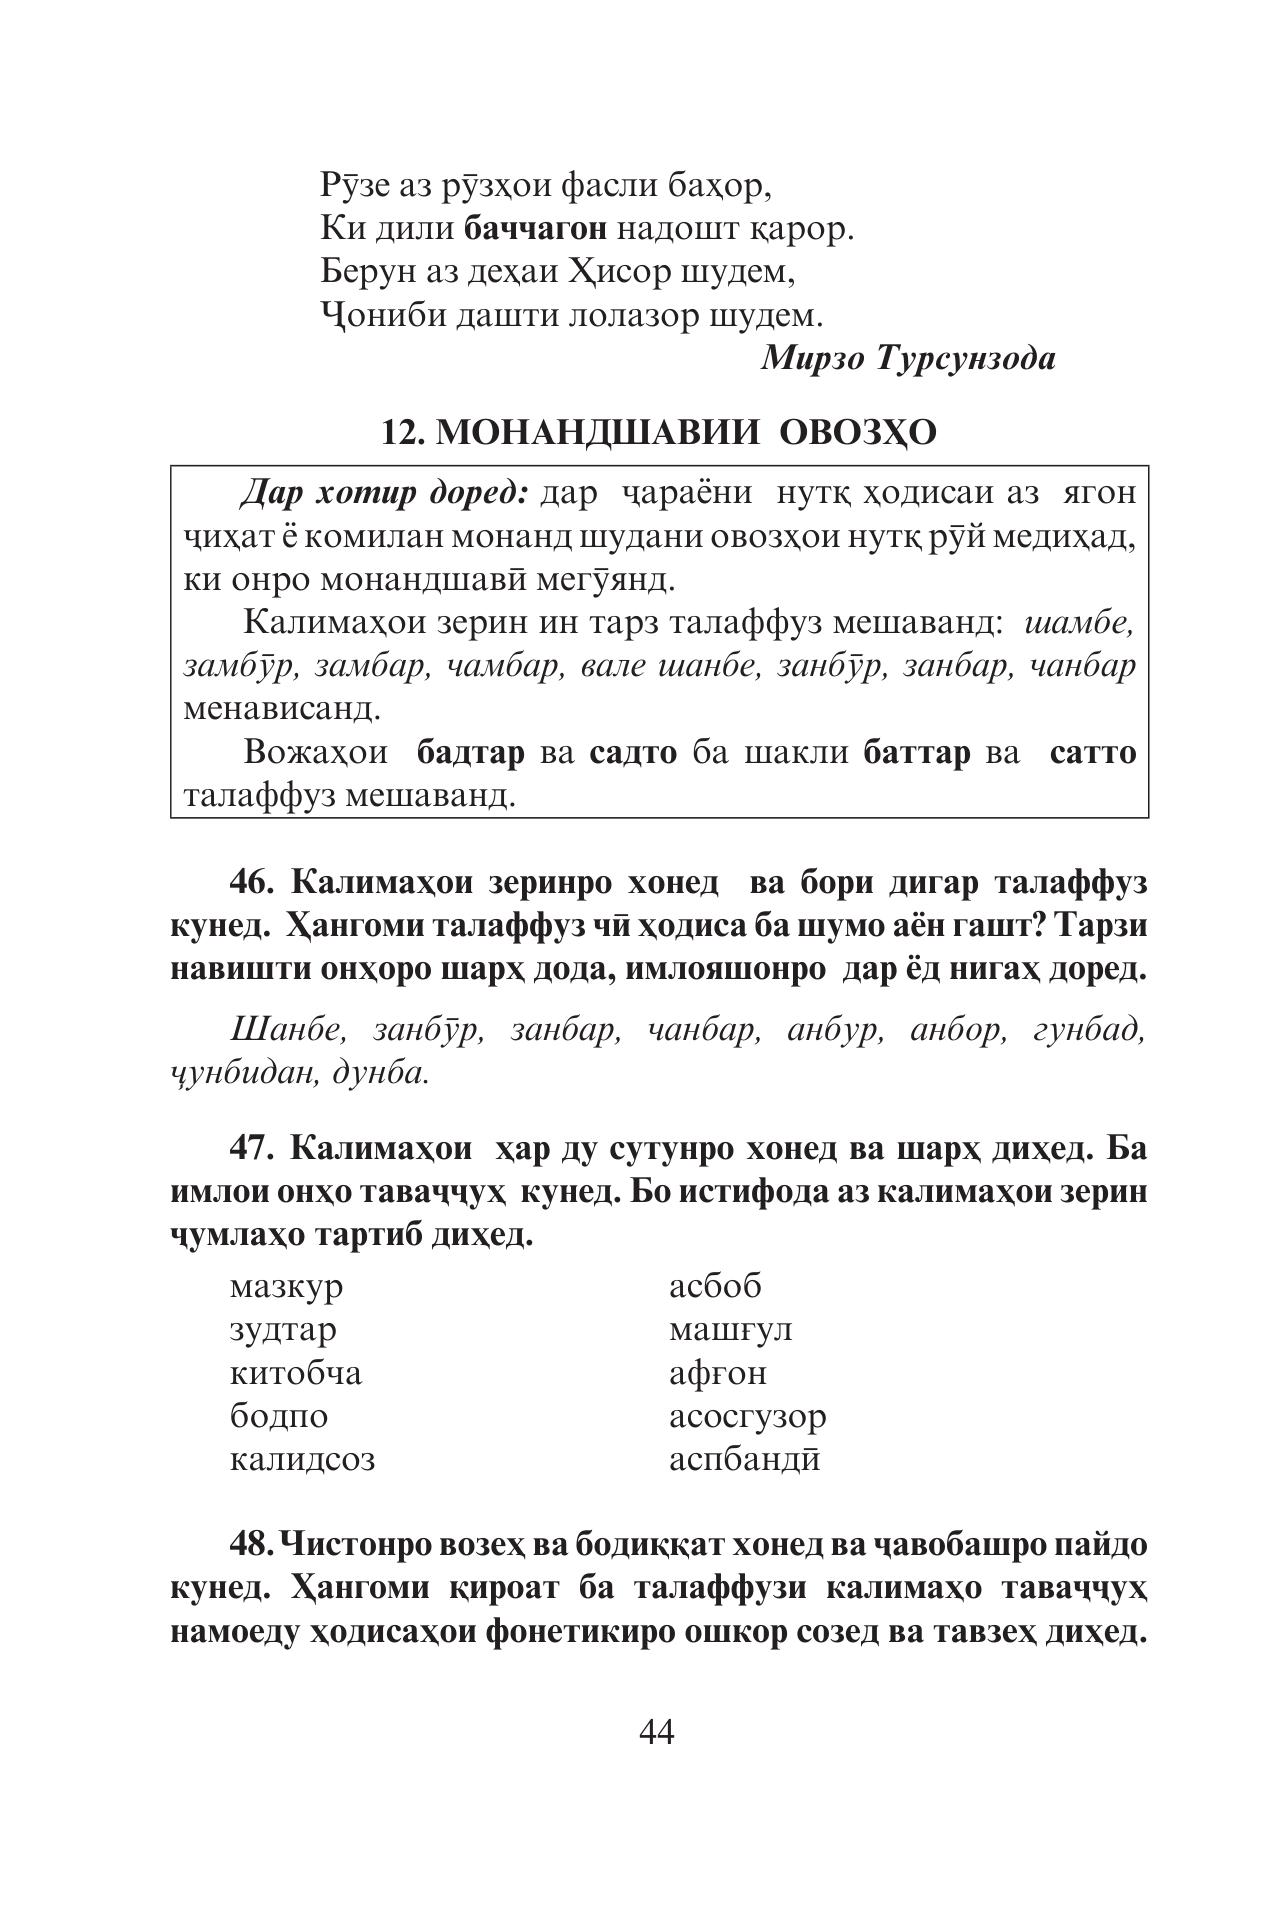 Рӯзе аз рӯзҳои фасли баҳор,
Ки дили баччагон надошт қарор.
Берун аз деҳаи Ҳисор шудем,
Ҷониби дашти лолазор шудем.
Мирзо Турсунзода
12. МОНАНДШАВИИ ОВОЗҲО
Дар хотир доред: дар ҷараёни нутқ ҳодисаи аз ягон
ҷиҳат ё комилан монанд шудани овозҳои нутқ рӯй медиҳад,
ки онро монандшавӣ мегӯянд.
Калимаҳои зерин ин тарз талаффуз мешаванд: шамбе,
замбӯр, замбар, чамбар, вале шанбе, занбӯр, занбар, чанбар
менависанд.
Вожаҳои бадтар ва садто ба шакли баттар ва сатто
талаффуз мешаванд.
46. Калимаҳои зеринро хонед ва бори дигар талаффуз
кунед. Ҳангоми талаффуз чӣ ҳодиса ба шумо аён гашт? Тарзи
навишти онҳоро шарҳ дода, имлояшонро дар ёд нигаҳ доред.
Шанбе, занбӯр, занбар, чанбар, анбур, анбор, гунбад,
ҷунбидан, дунба.
47. Калимаҳои ҳар ду сутунро хонед ва шарҳ диҳед. Ба
имлои онҳо таваҷҷуҳ кунед. Бо истифода аз калимаҳои зерин
ҷумлаҳо тартиб диҳед.
мазкур асбоб
зудтар машғул
китобча афғон
бодпо асосгузор
калидсоз аспбандӣ
48. Чистонро возеҳ ва бодиққат хонед ва ҷавобашро пайдо
кунед. Ҳангоми қироат ба талаффузи калимаҳо таваҷҷуҳ
намоеду ҳодисаҳои фонетикиро ошкор созед ва тавзеҳ диҳед.
44